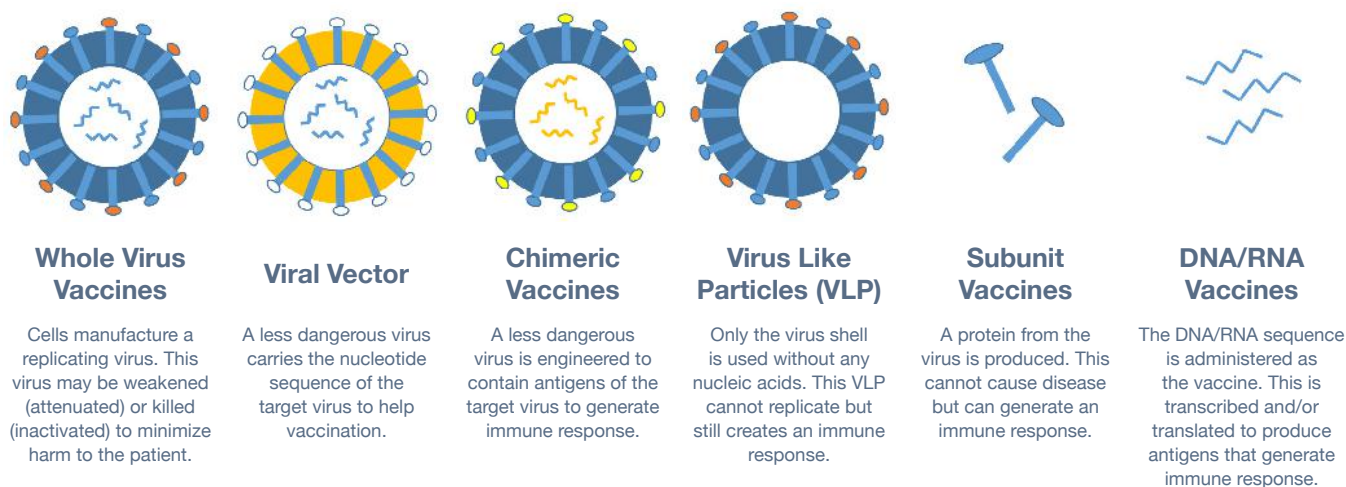 Whole Virus
Vaccines
Cells manufacture a
replicating virus. This
virus may be weakened
(attenuated) or killed
(inactivated) to minimize
harm to the patient.
Viral Vector
A less dangerous virus
carries the nucleotide
sequence of the
target virus to help
vaccination.
Chimeric
Vaccines
A less dangerous
virus is engineered to
contain antigens of the
target virus to generate
immune response.
Virus Like
Particles (VLP)
Only the virus shell
is used without any
nucleic acids. This VLP
cannot replicate but
still creates an immune
response.
Subunit
Vaccines
A protein from the
virus is produced. This
cannot cause disease
but can generate an
immune response.
DNA/RNA
Vaccines
The DNA/RNA sequence
is administered as
the vaccine. This is
transcribed and/or
translated to produce
antigens that generate
immune response.